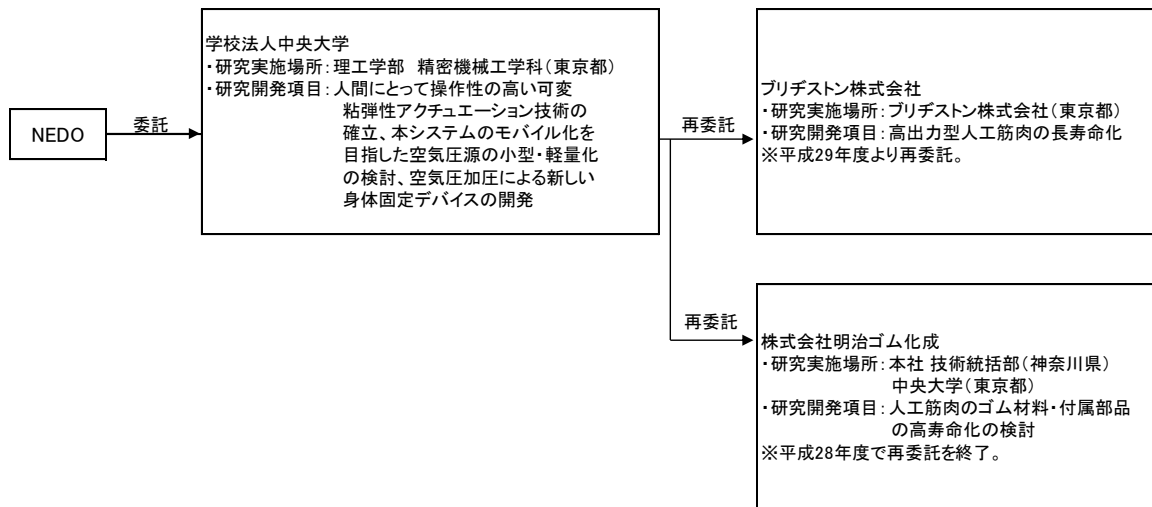 NEDO
委託
学校法人中央大学
・研究実施場所：理工学部　精密機械工学科（東京都）
・研究開発項目：人間にとって操作性の高い可変
粘弾性アクチュエーション技術の
確立、本システムのモバイル化を
目指した空気圧源の小型・軽量化
の検討、空気圧加圧による新しい
身体固定デバイスの開発
再委託
ブリヂストン株式会社
・研究実施場所：ブリヂストン株式会社（東京都）
・研究開発項目：高出力型人工筋肉の長寿命化
※平成29年度より再委託。
再委託
株式会社明治ゴム化成
・研究実施場所：本社 技術統括部（神奈川県）
中央大学（東京都）
・研究開発項目：人工筋肉のゴム材料・付属部品
の高寿命化の検討
※平成28年度で再委託を終了。